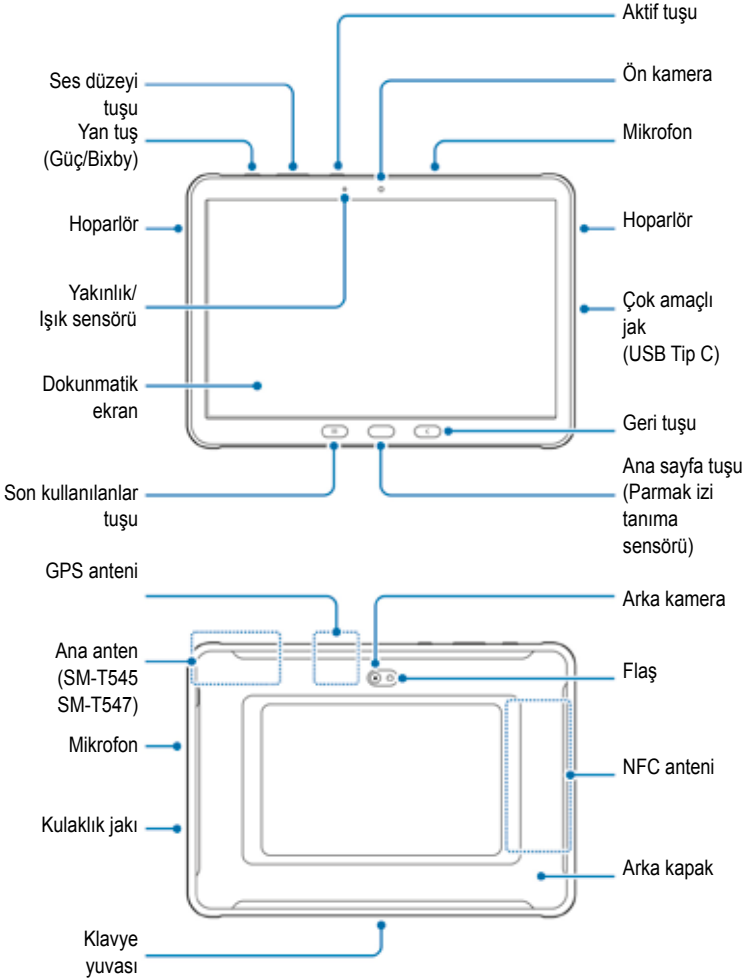 Aktif tuşu
Ses düzeyi
tuşu
Ön kamera
Yan tuş
(Güç/Bixby)
Mikrofon
Hoparlör
Hoparlör
Yakınlık/
Işık sensörü
Çok amaçlı
jak
(USB Tip C)
Dokunmatik
ekran
Geri tuşu
Son kullanılanlar
tuşu
Ana sayfa tuşu
(Parmak izi
tanıma
sensörü)
GPS anteni
Arka kamera
Ana anten
(SM-T545
SM-T547)
Flaş
Mikrofon
NFC anteni
Kulaklık jakı
Arka kapak
Klavye
yuvası